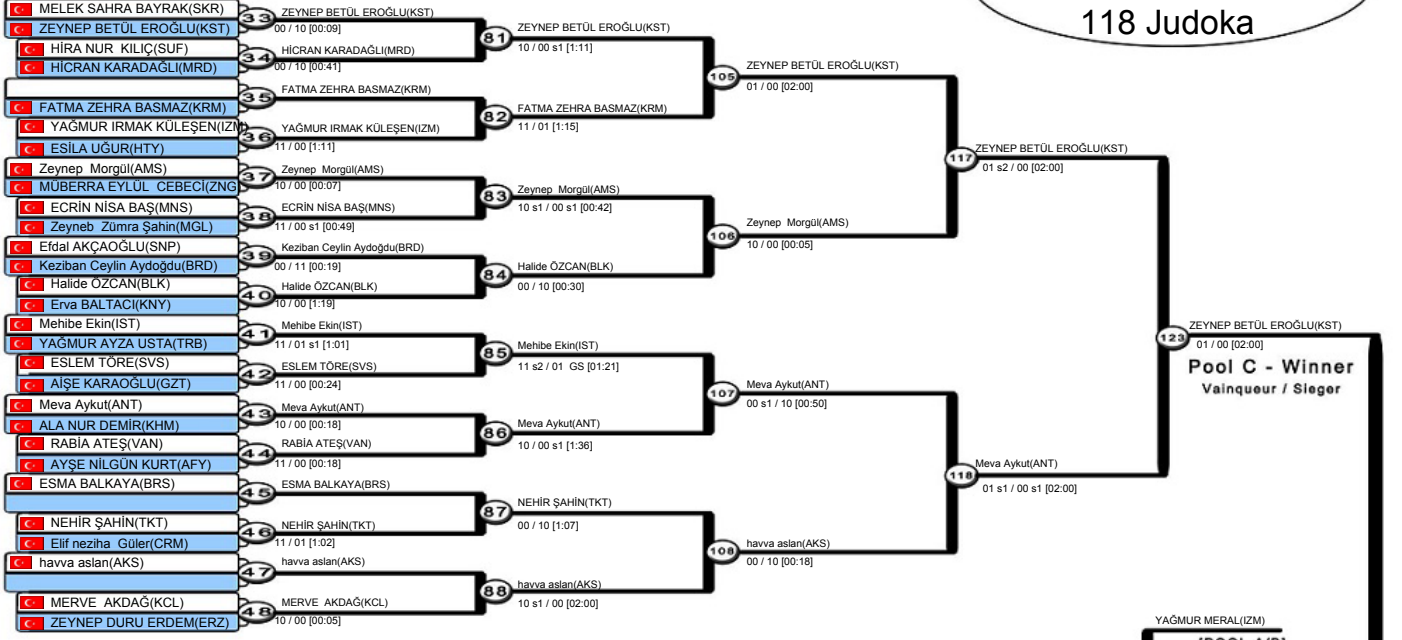 118 Judoka
MELEK SAHRA BAYRAK(SKR)
ZEYNEP BETÜL EROĞLU(KST)
HİRA NUR KILIÇ(SUF)
HİCRAN KARADAĞLI(MRD)
FATMA ZEHRA BASMAZ(KRM)
YAĞMUR IRMAK KÜLEŞEN(IZM)
ESİLA UĞUR(HTY)
Zeynep Morgül(AMS)
MÜBERRA EYLÜL CEBECİ(ZNG
ECRİN NİSA BAŞ(MNS)
Zeyneb Zümra Şahin(MGL)
Efdal AKÇAOĞLU(SNP)
Keziban Ceylin Aydoğdu(BRD)
Halide ÖZCAN(BLK)
Erva BALTACI(KNY)
Mehibe Ekin(IST)
YAĞMUR AYZA USTA(TRB)
ESLEM TÖRE(SVS)
AİŞE KARAOĞLU(GZT)
Meva Aykut(ANT)
ALA NUR DEMİR(KHM)
RABİA ATEŞ(VAN)
AYŞE NİLGÜN KURT(AFY)
ESMA BALKAYA(BRS)
NEHİR ŞAHİN(TKT)
Elif neziha Güler(CRM)
havva aslan(AKS)
MERVE AKDAĞ(KCL)
ZEYNEP DURU ERDEM(ERZ)
33 ZEYNEP BETÜL EROĞLU(KST)
00 / 10 [00:09]
34 HİCRAN KARADAĞLI(MRD)
00 / 10 [00:41]
35 FATMA ZEHRA BASMAZ(KRM)
36 YAĞMUR IRMAK KÜLEŞEN(IZM)
11 / 00 [1:11]
37 Zeynep Morgül(AMS)
10 / 00 [00:07]
38 ECRİN NİSA BAŞ(MNS)
11 / 00 s1 [00:49]
39 Keziban Ceylin Aydoğdu(BRD)
00 / 11 [00:19]
40 Halide ÖZCAN(BLK)
10 / 00 [1:19]
41 Mehibe Ekin(IST)
11 / 01 s1 [1:01]
42 ESLEM TÖRE(SVS)
11 / 00 [00:24]
43 Meva Aykut(ANT)
10 / 00 [00:18]
44 RABİA ATEŞ(VAN)
11 / 00 [00:18]
45 ESMA BALKAYA(BRS)
46 NEHİR ŞAHİN(TKT)
11 / 01 [1:02]
47 havva aslan(AKS)
48 MERVE AKDAĞ(KCL)
10 / 00 [00:05]
81 ZEYNEP BETÜL EROĞLU(KST)
10 / 00 s1 [1:11]
82 FATMA ZEHRA BASMAZ(KRM)
11 / 01 [1:15]
83 Zeynep Morgül(AMS)
10 s1 / 00 s1 [00:42]
84 Halide ÖZCAN(BLK)
00 / 10 [00:30]
85 Mehibe Ekin(IST)
11 s2 / 01 GS [01:21]
86 Meva Aykut(ANT)
10 / 00 s1 [1:36]
87 NEHİR ŞAHİN(TKT)
00 / 10 [1:07]
88 havva aslan(AKS)
10 s1 / 00 [02:00]
105 ZEYNEP BETÜL EROĞLU(KST)
01 / 00 [02:00]
106 Zeynep Morgül(AMS)
10 / 00 [00:05]
107 Meva Aykut(ANT)
00 s1 / 10 [00:50]
108 havva aslan(AKS)
00 / 10 [00:18]
117 ZEYNEP BETÜL EROĞLU(KST)
01 s2 / 00 [02:00]
118 Meva Aykut(ANT)
01 s1 / 00 s1 [02:00]
123 ZEYNEP BETÜL EROĞLU(KST)
01 / 00 [02:00]
Pool C - Winner
Vainqueur / Sieger
YAĞMUR MERAL(IZM)